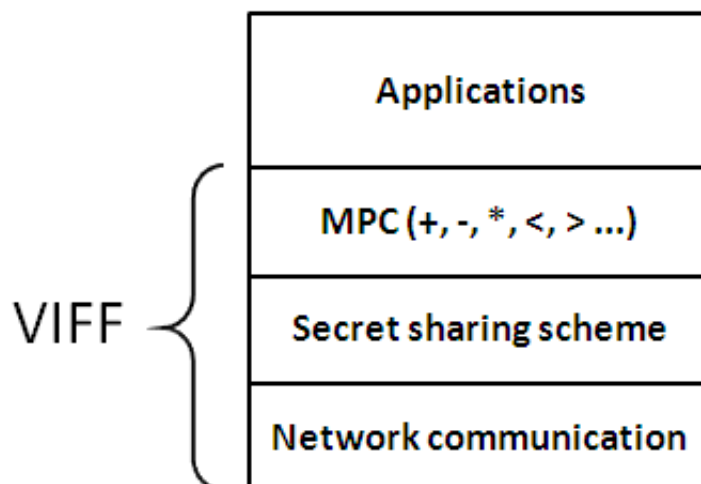 Applications
MPC (+, -, *, <, > ...)
VIFF
Secret sharing scheme
Network communication